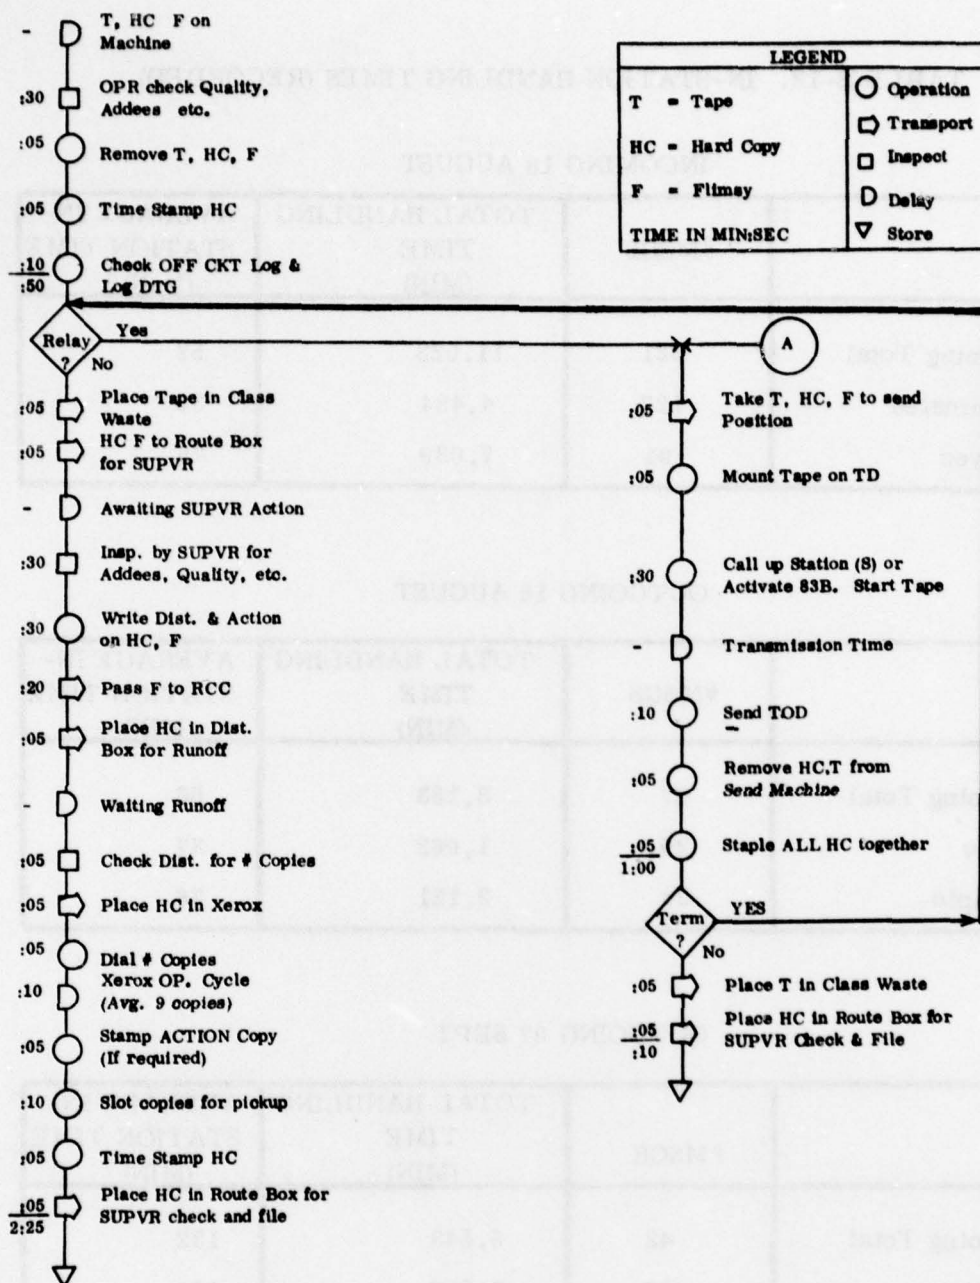 - T, HC F on
Machine
:30 OPR check Quality,
Addees etc.
:05 Remove T, HC, F
:05 Time Stamp HC
:10 Check OFF CKT Log &
:50 Log DTG
Relay
?
Yes
No
:05 Place Tape in Class
Waste
:05 HC F to Route Box
for SUPVR
- Awaiting SUPVR Action
:30 Insp. by SUPVR for
Addees, Quality, etc.
:30 Write Dist. & Action
on HC, F
:20 Pass F to RCC
:05 Place HC in Dist.
Box for Runoff
- Waiting Runoff
:05 Check Dist. for # Copies
:05 Place HC in Xerox
:05 Dial # Copies
:10 Xerox OP. Cycle
(Avg. 9 copies)
:05 Stamp ACTION Copy
(If required)
:10 Slot copies for pickup
:05 Time Stamp HC
:05 Place HC in Route Box for
2:25 SUPVR check and file
LEGEND
T = Tape
HC = Hard Copy
F = Flimsy
TIME IN MIN:SEC
Operation
Transport
Inspect
Delay
Store
A
:05 Take T, HC, F to send
Position
:05 Mount Tape on TD
:30 Call up Station (S) or
Activate 83B. Start Tape
- Transmission Time
:10 Send TOD
:05 Remove HC,T from
Send Machine
:05 Staple ALL HC together
1:00
Term
?
YES
No
:05 Place T in Class Waste
:05 Place HC in Route Box for
:10 SUPVR Check & File